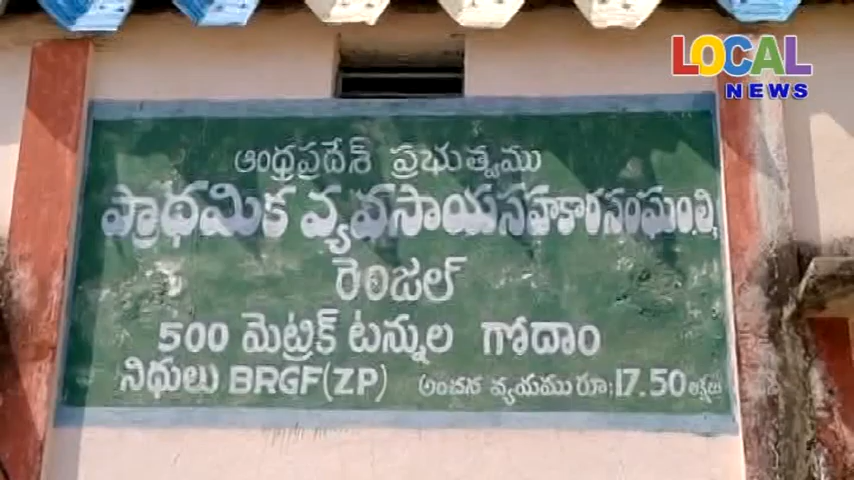 LOCAL
NEWS
ఆంధ్రప్రదేశ్ ప్రభుత్వము
ప్రాథమిక వ్యవసాయ సహకార సంఘం.లి,
రెంజల్
500 మెట్రిక్ టన్నుల గోదాం
నిధులు BRGF(ZP) అంచన వ్యయము రూ:17.50 లక్షలు